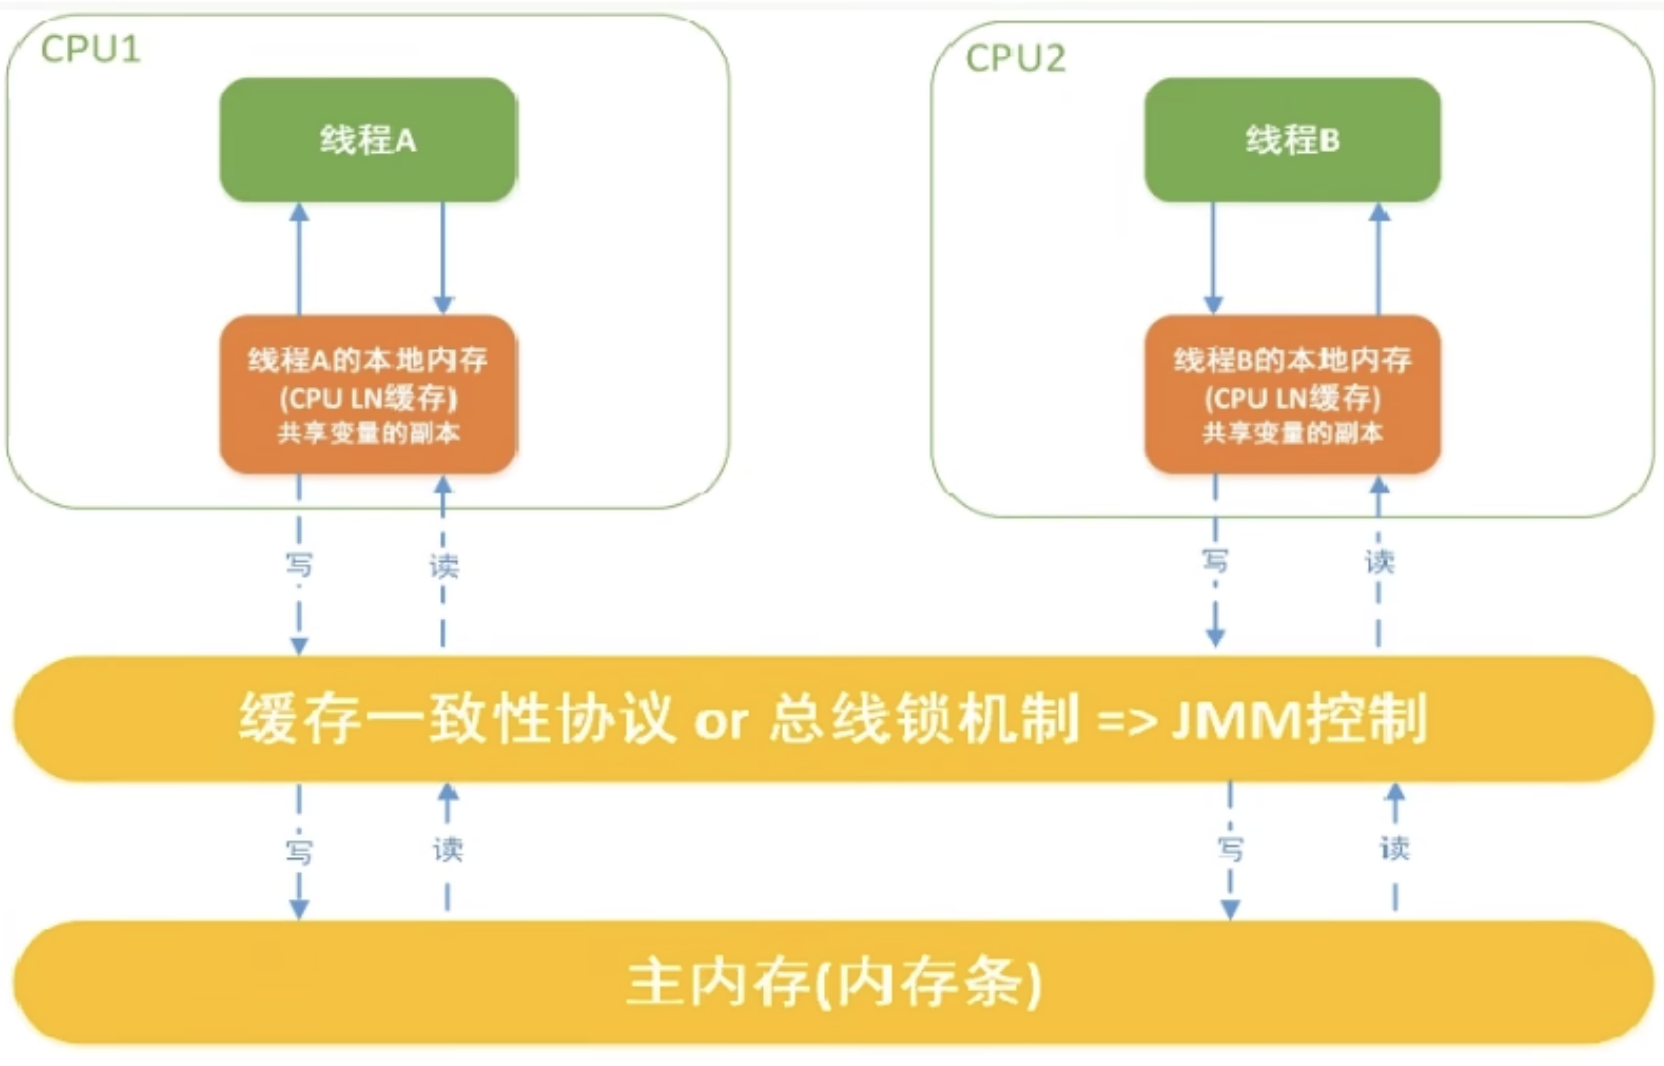 CPU1
CPU2
线程A
线程B
线程A的本地内存
(CPU LN缓存)
共享变量的副本
线程B的本地内存
(CPU LN缓存)
共享变量的副本
写
读
写
读
缓存一致性协议 or 总线锁机制 => JMM控制
写
读
写
读
主内存(内存条)